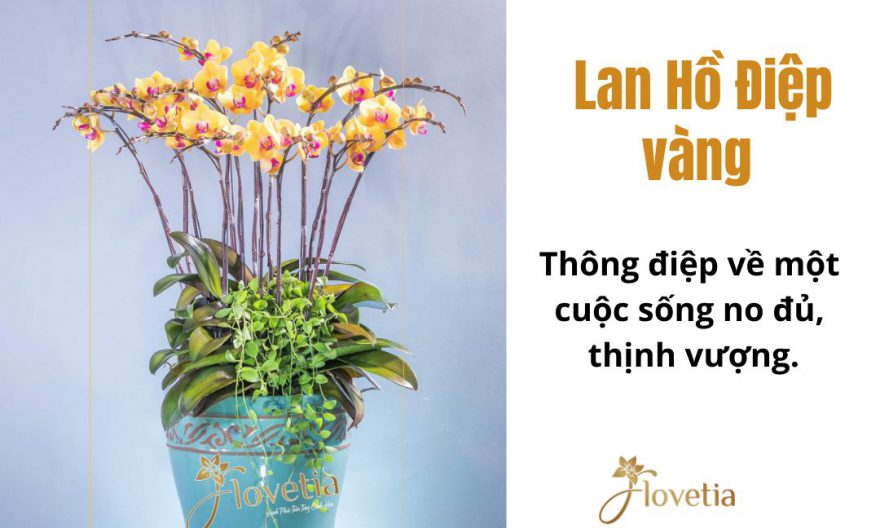 Lan Hồ Điệp
vàng
Thông điệp về một
cuộc sống no đủ,
thịnh vượng.
flovetia
flovetia